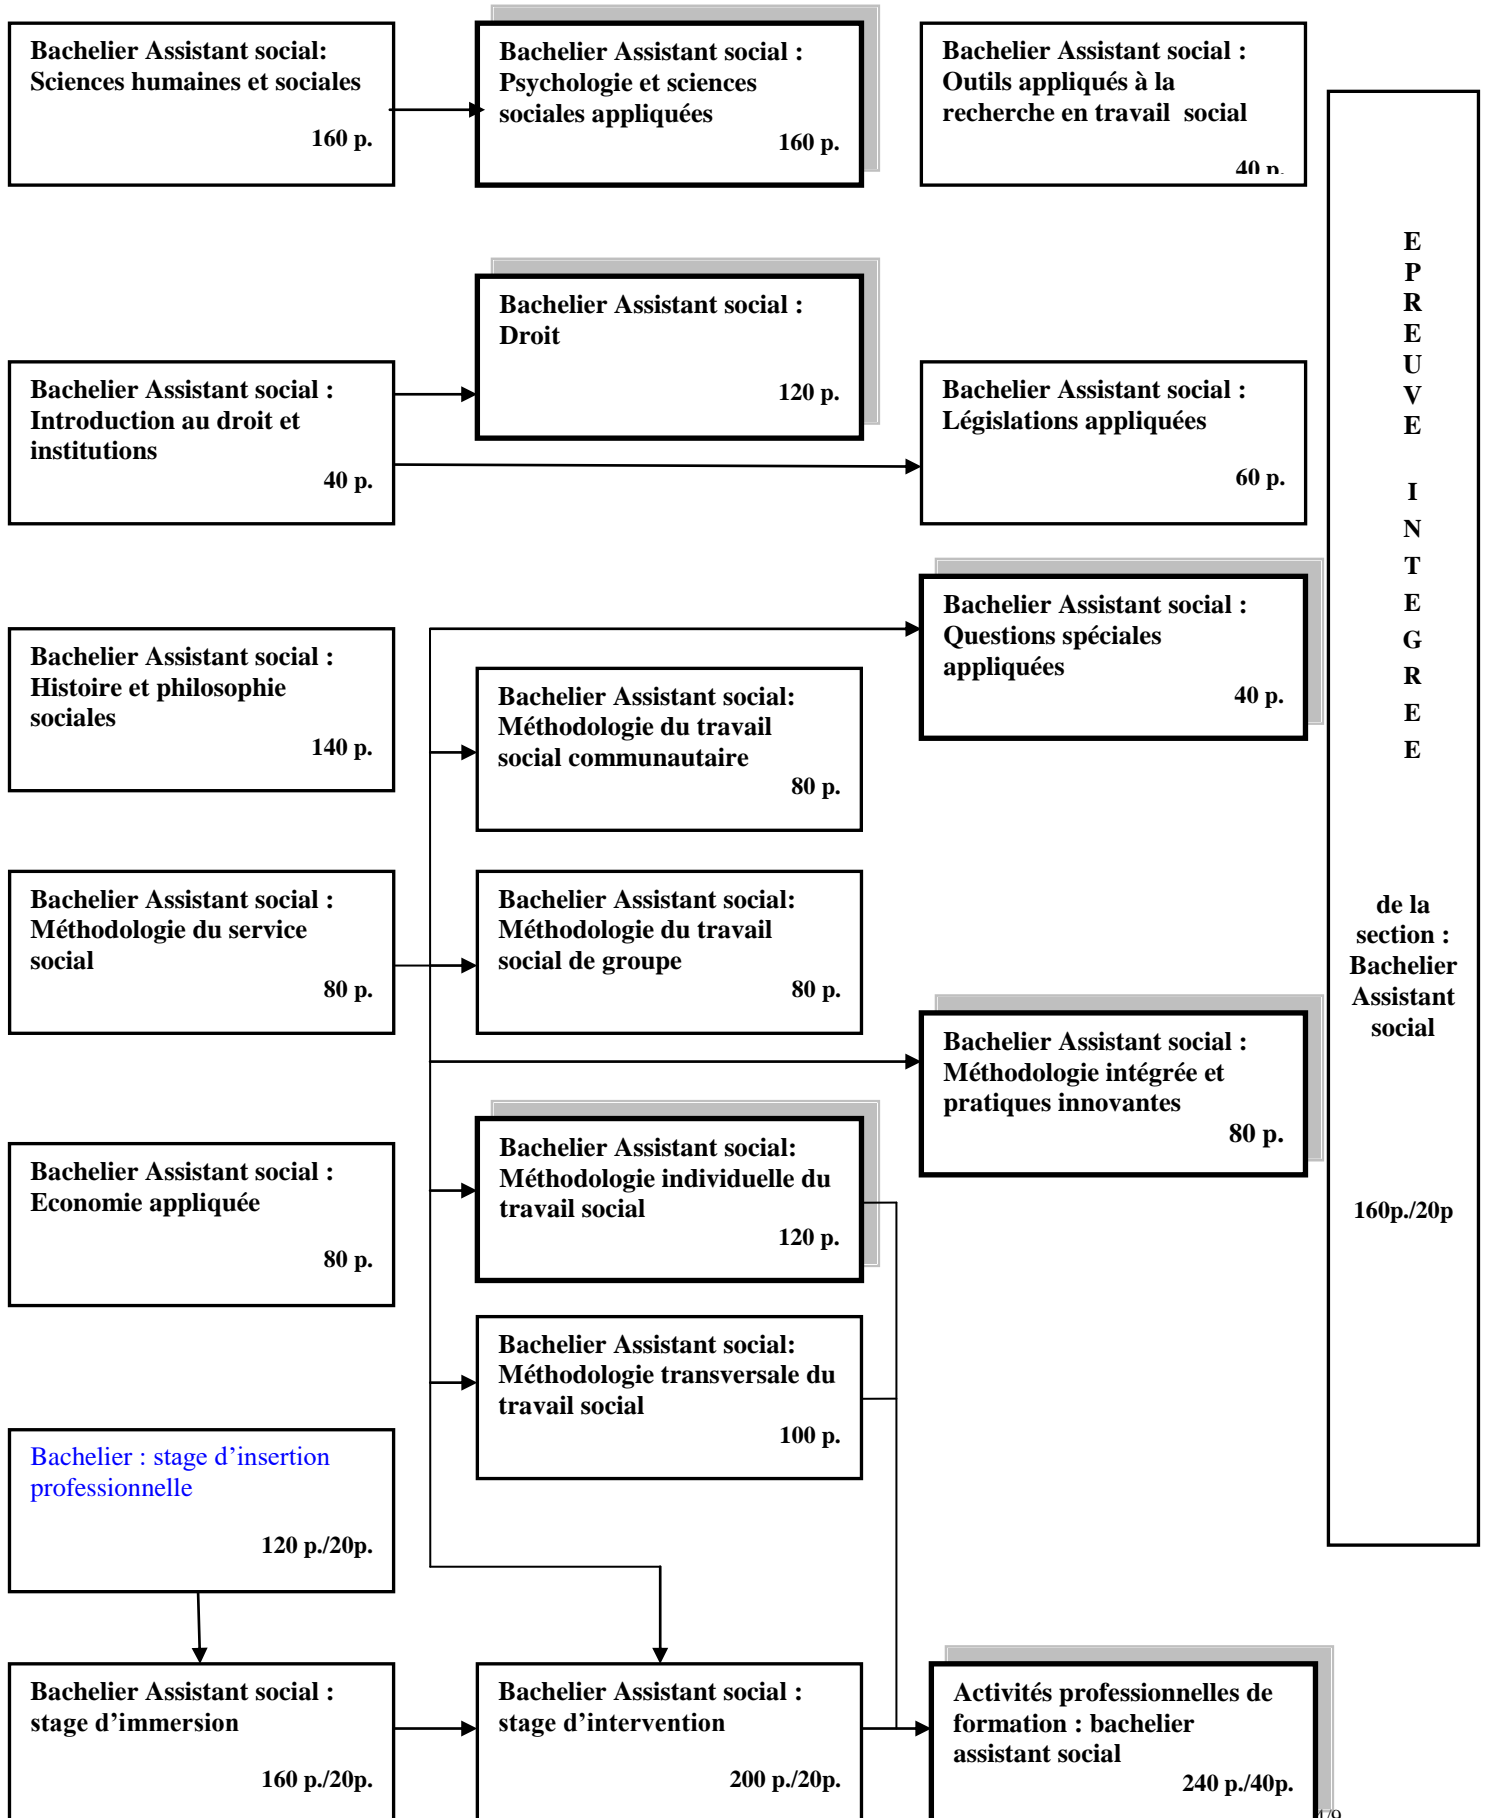 Bachelier Assistant social:
Sciences humaines et sociales
160 p.
Bachelier Assistant social :
Psychologie et sciences
sociales appliquées
160 p.
Bachelier Assistant social :
Outils appliqués à la
recherche en travail social
40 p.
Bachelier Assistant social :
Droit
120 p.
Bachelier Assistant social :
Introduction au droit et
institutions
40 p.
Bachelier Assistant social :
Législations appliquées
60 p.
Bachelier Assistant social :
Questions spéciales
appliquées
40 p.
Bachelier Assistant social :
Histoire et philosophie
sociales
140 p.
Bachelier Assistant social:
Méthodologie du travail
social communautaire
80 p.
Bachelier Assistant social :
Méthodologie du service
social
80 p.
Bachelier Assistant social:
Méthodologie du travail
social de groupe
80 p.
Bachelier Assistant social :
Méthodologie intégrée et
pratiques innovantes
80 p.
Bachelier Assistant social :
Economie appliquée
80 p.
Bachelier Assistant social:
Méthodologie individuelle du
travail social
120 p.
Bachelier Assistant social:
Méthodologie transversale du
travail social
100 p.
Bachelier : stage d’insertion
professionnelle
120 p./20p.
Bachelier Assistant social :
stage d’immersion
160 p./20p.
Bachelier Assistant social :
stage d’intervention
200 p./20p.
Activités professionnelles de
formation : bachelier
assistant social
240 p./40p.
E
P
R
E
U
V
E
I
N
T
E
G
R
E
E
de la
section :
Bachelier
Assistant
social
160p./20p
4/9